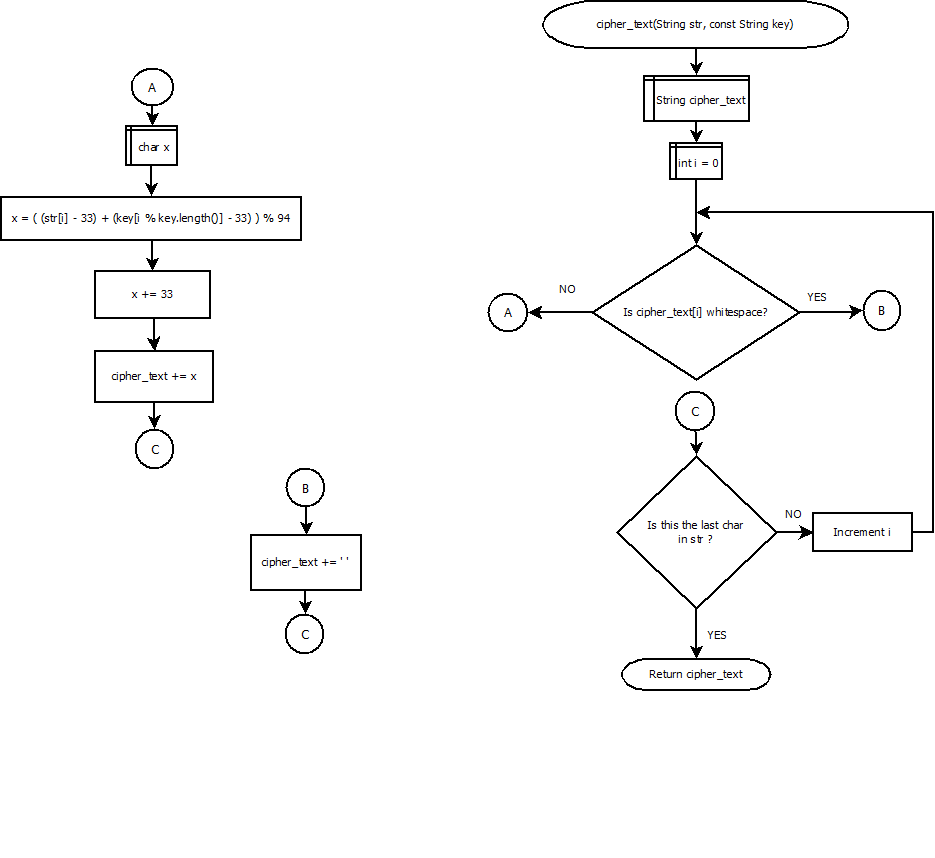 cipher_text(String str, const String key)
String cipher_text
int i = 0
Is cipher_text[i] whitespace?
NO
A
YES
B
C
Is this the last char
in str ?
NO
Increment i
YES
Return cipher_text
A
char x
x = ( (str[i] - 33) + (key[i % key.length()] - 33) ) % 94
x += 33
cipher_text += x
C
B
cipher_text += ' '
C